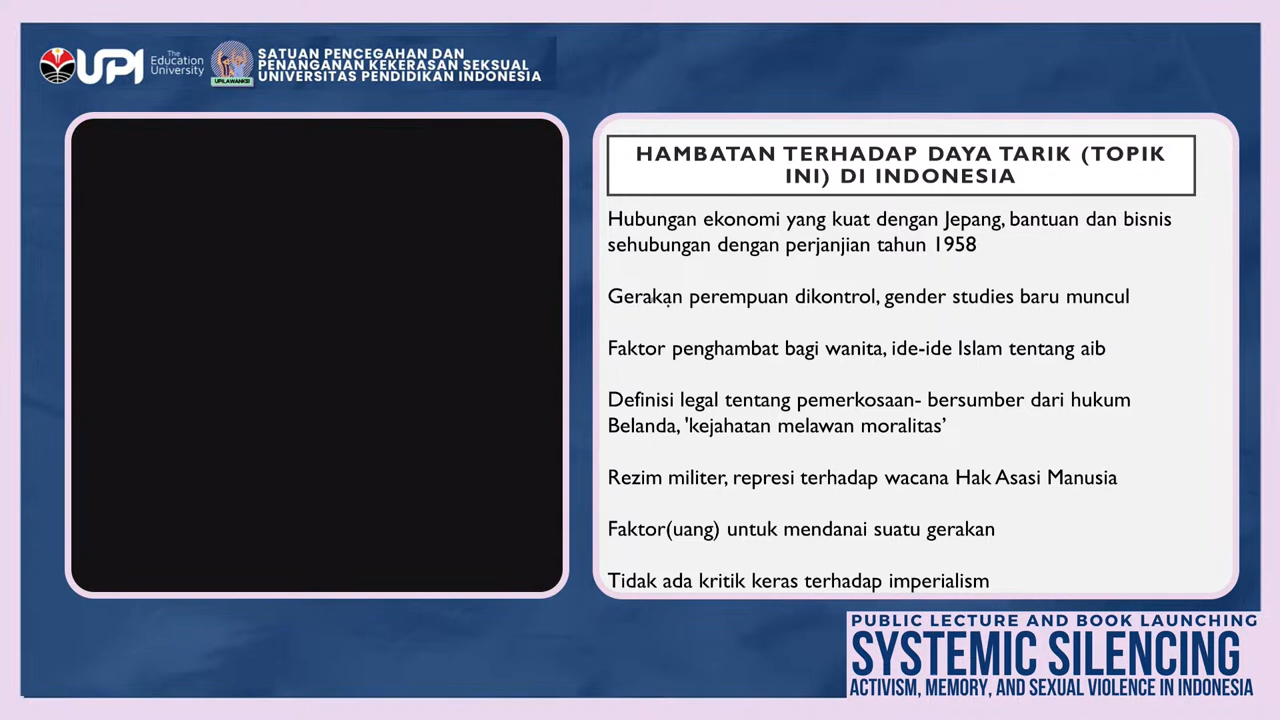 UPI
The
Education
University
UPILAWANKS!
SATUAN PENCEGAHAN DAN
PENANGANAN KEKERASAN SEKSUAL
UNIVERSITAS PENDIDIKAN INDONESIA
HAMBATAN TERHADAP DAYA TARIK (TOPIK
INI) DI INDONESIA
Hubungan ekonomi yang kuat dengan Jepang, bantuan dan bisnis
sehubungan dengan perjanjian tahun 1958
Gerakạn perempuan dikontrol, gender studies baru muncul
Faktor penghambat bagi wanita, ide-ide Islam tentang aib
Definisi legal tentang pemerkosaan- bersumber dari hukum
Belanda, 'kejahatan melawan moralitas’
Rezim militer, represi terhadap wacana Hak Asasi Manusia
Faktor(uang) untuk mendanai suatu gerakan
Tidak ada kritik keras terhadap imperialism
PUBLIC LECTURE AND BOOK LAUNCHING
SYSTEMIC SILENCING
ACTIVISM, MEMORY, AND SEXUAL VIOLENCE IN INDONESIA